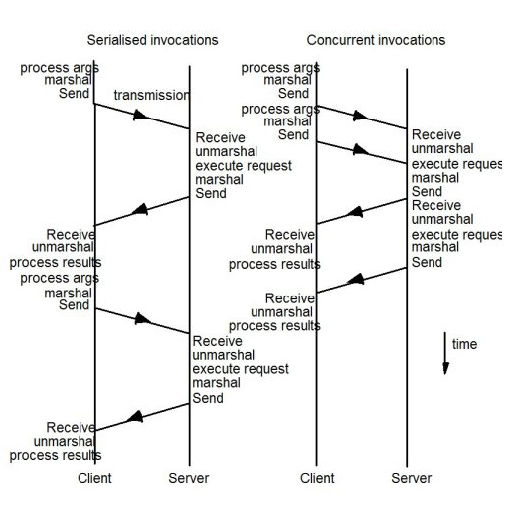 Serialised invocations
process args
marshal
Send
transmission
Receive
unmarshal
execute request
marshal
Send
Receive
unmarshal
process results
process args
marshal
Send
Receive
unmarshal
execute request
marshal
Send
Receive
unmarshal
process results
Client
Server
Concurrent invocations
process args
marshal
Send
process args
marshal
Send
Receive
unmarshal
execute reques
marshal
Send
Receive
unmarshal
execute reques
marshal
Send
Receive
unmarshal
process results
Receive
unmarshal
process results
time
Client
Server